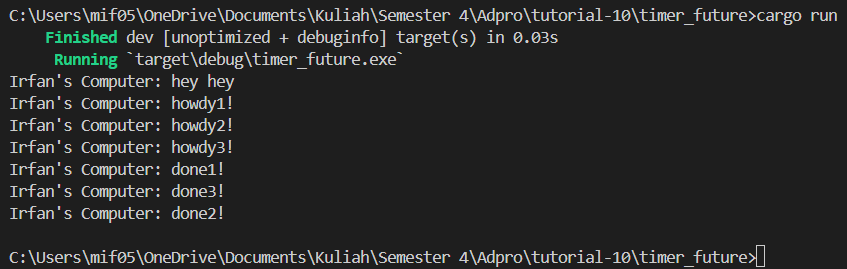 C:\Users\mif05\OneDrive\Documents\Kuliah\Semester 4\Adpro\tutorial-10\timer_future>cargo run
    Finished dev [unoptimized + debuginfo] target(s) in 0.03s
     Running `target\debug\timer_future.exe`
Irfan's Computer: hey hey
Irfan's Computer: howdy1!
Irfan's Computer: howdy2!
Irfan's Computer: howdy3!
Irfan's Computer: done1!
Irfan's Computer: done3!
Irfan's Computer: done2!
C:\Users\mif05\OneDrive\Documents\Kuliah\Semester 4\Adpro\tutorial-10\timer_future>